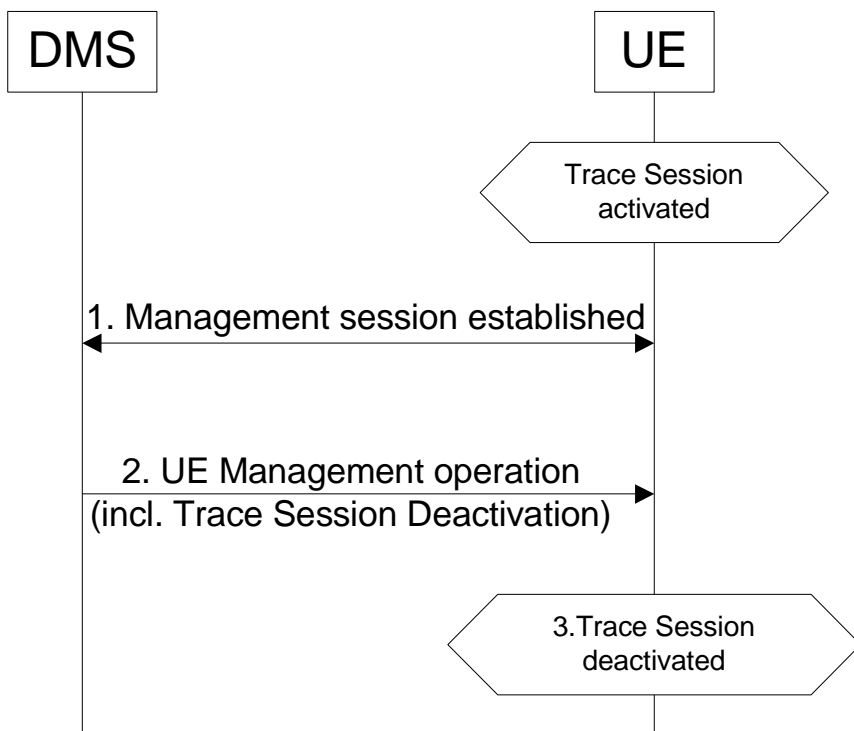 DMS
UE
Trace Session
activated
1. Management session established
2. UE Management operation
(incl. Trace Session Deactivation)
3.Trace Session
deactivated